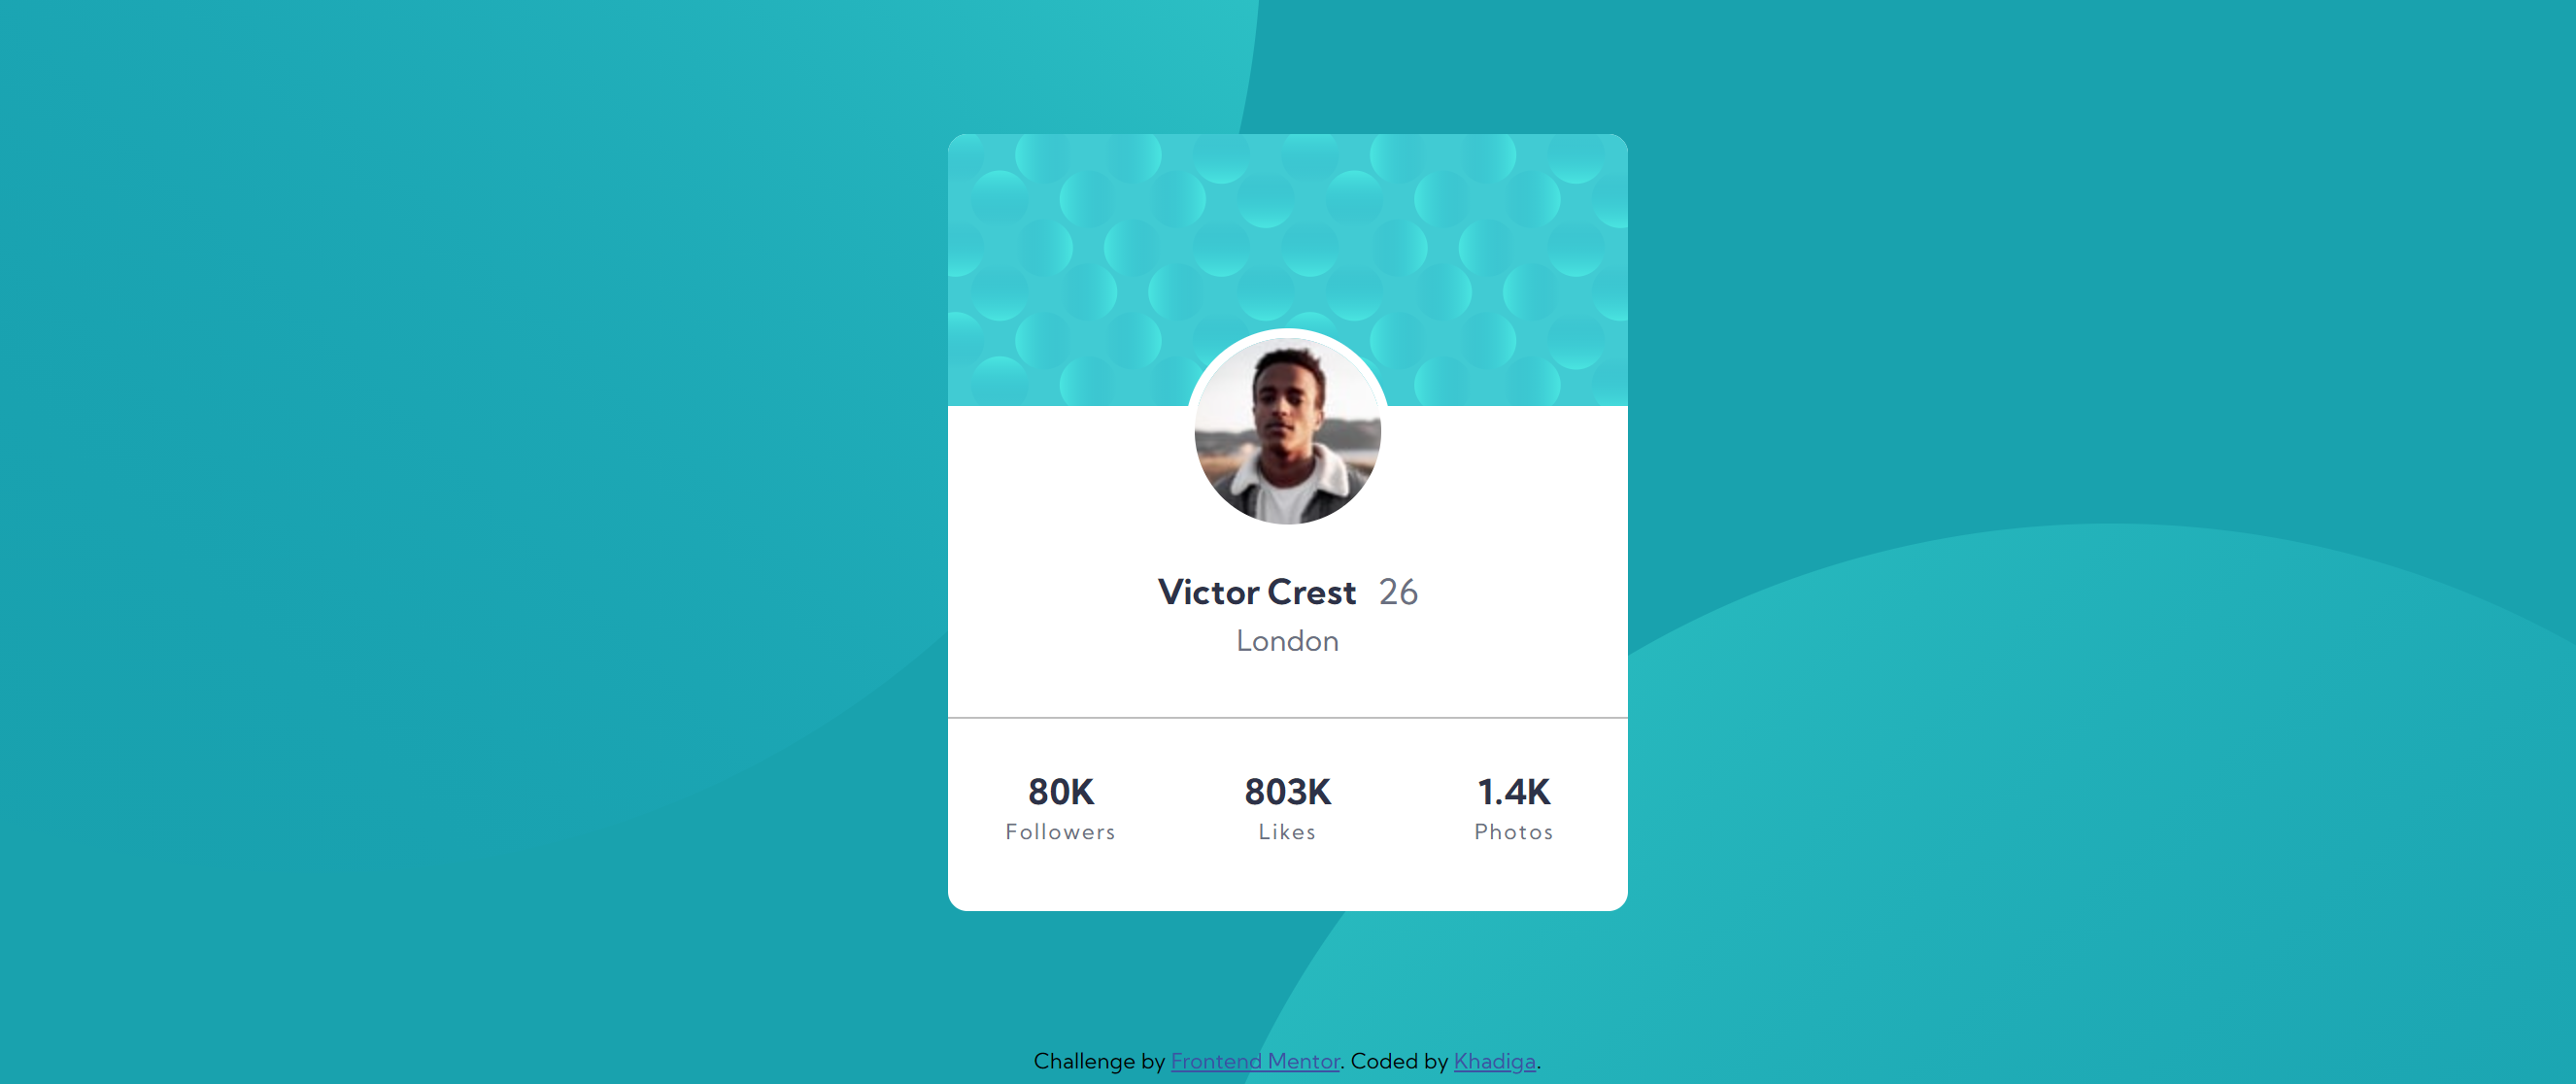 Victor Crest 26
London
80K 803K 1.4K
Followers Likes Photos
Challenge by Frontend Mentor. Coded by Khadiga.